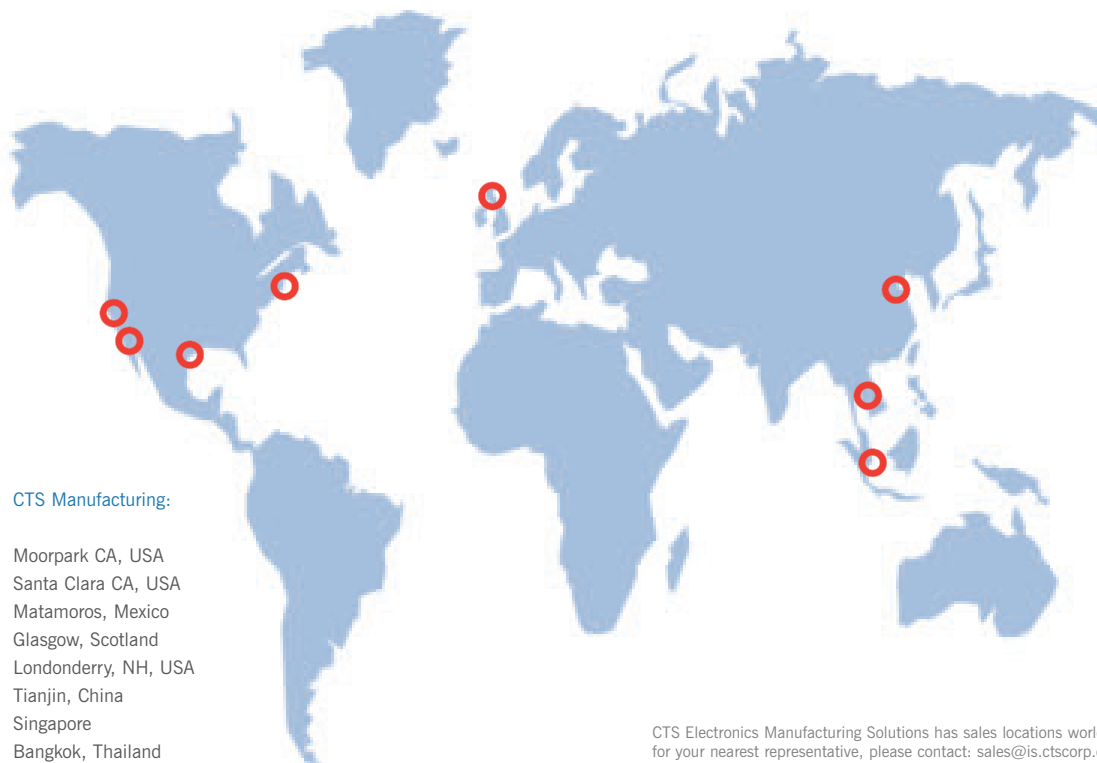 CTS Manufacturing:
Moorpark CA, USA
Santa Clara CA, USA
Matamoros, Mexico
Glasgow, Scotland
Londonderry, NH, USA
Tianjin, China
Singapore
Bangkok, Thailand
CTS Electronics Manufacturing Solutions has sales locations worl
for your nearest representative, please contact: sales@is.ctscorp.c